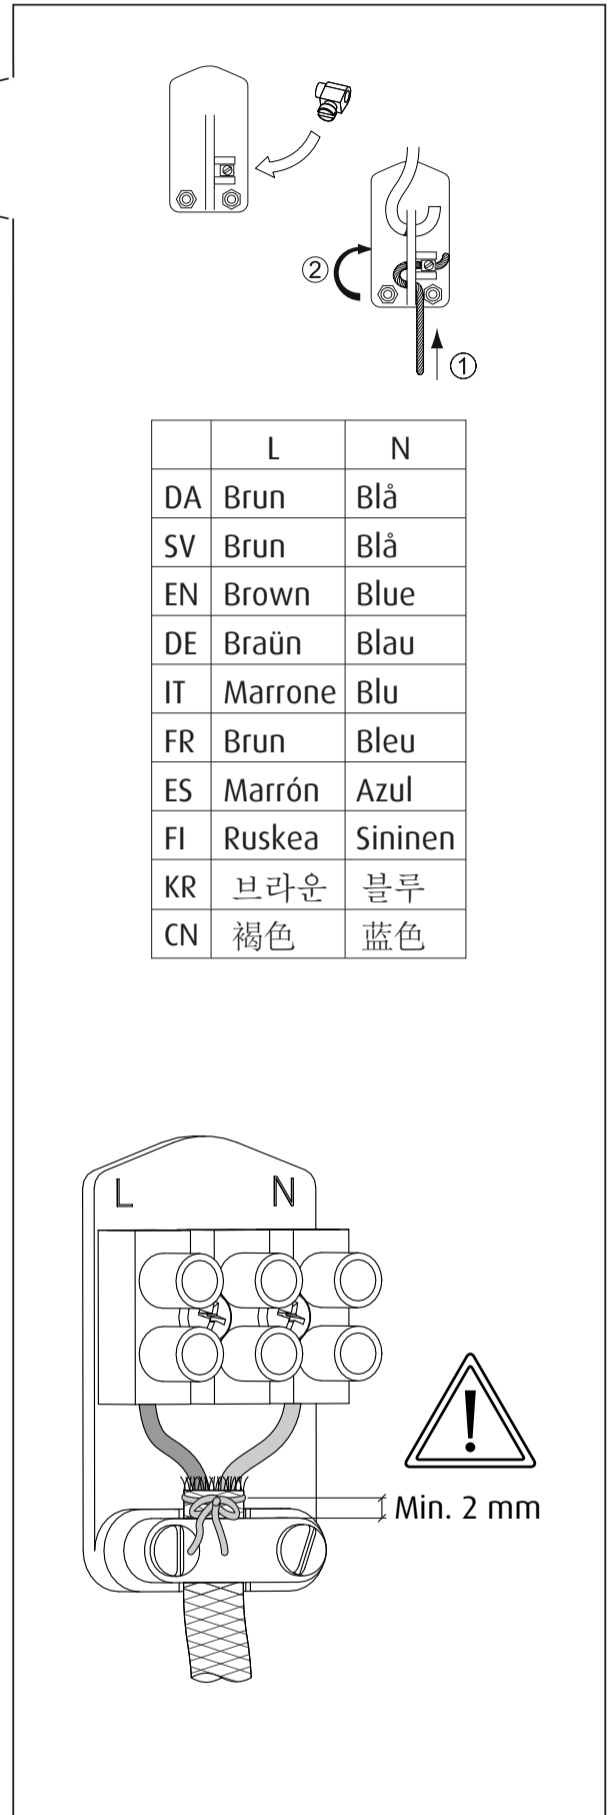 ②
①
L N
DA Brun Blå
SV Brun Blå
EN Brown Blue
DE Braün Blau
IT Marrone Blu
FR Brun Bleu
ES Marrón Azul
FI Ruskea Sininen
KR 브라운 블루
CN 褐色 蓝色
L N
!
Min. 2 mm